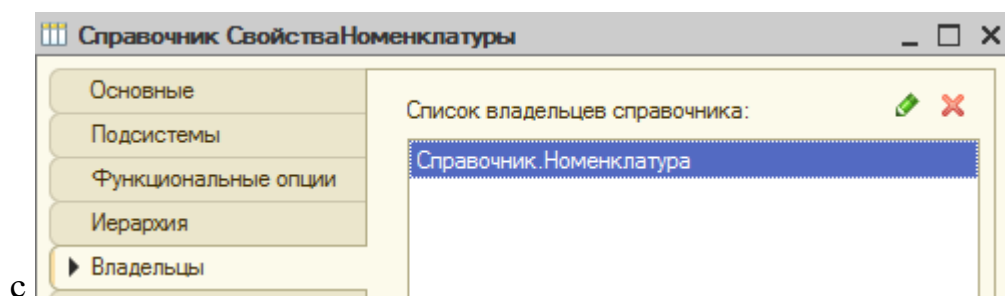 Справочник СвойстваНоменклатуры
Основные
Подсистемы
Функциональные опции
Иерархия
Владельцы
Список владельцев справочника:
Справочник.Номенклатура
с